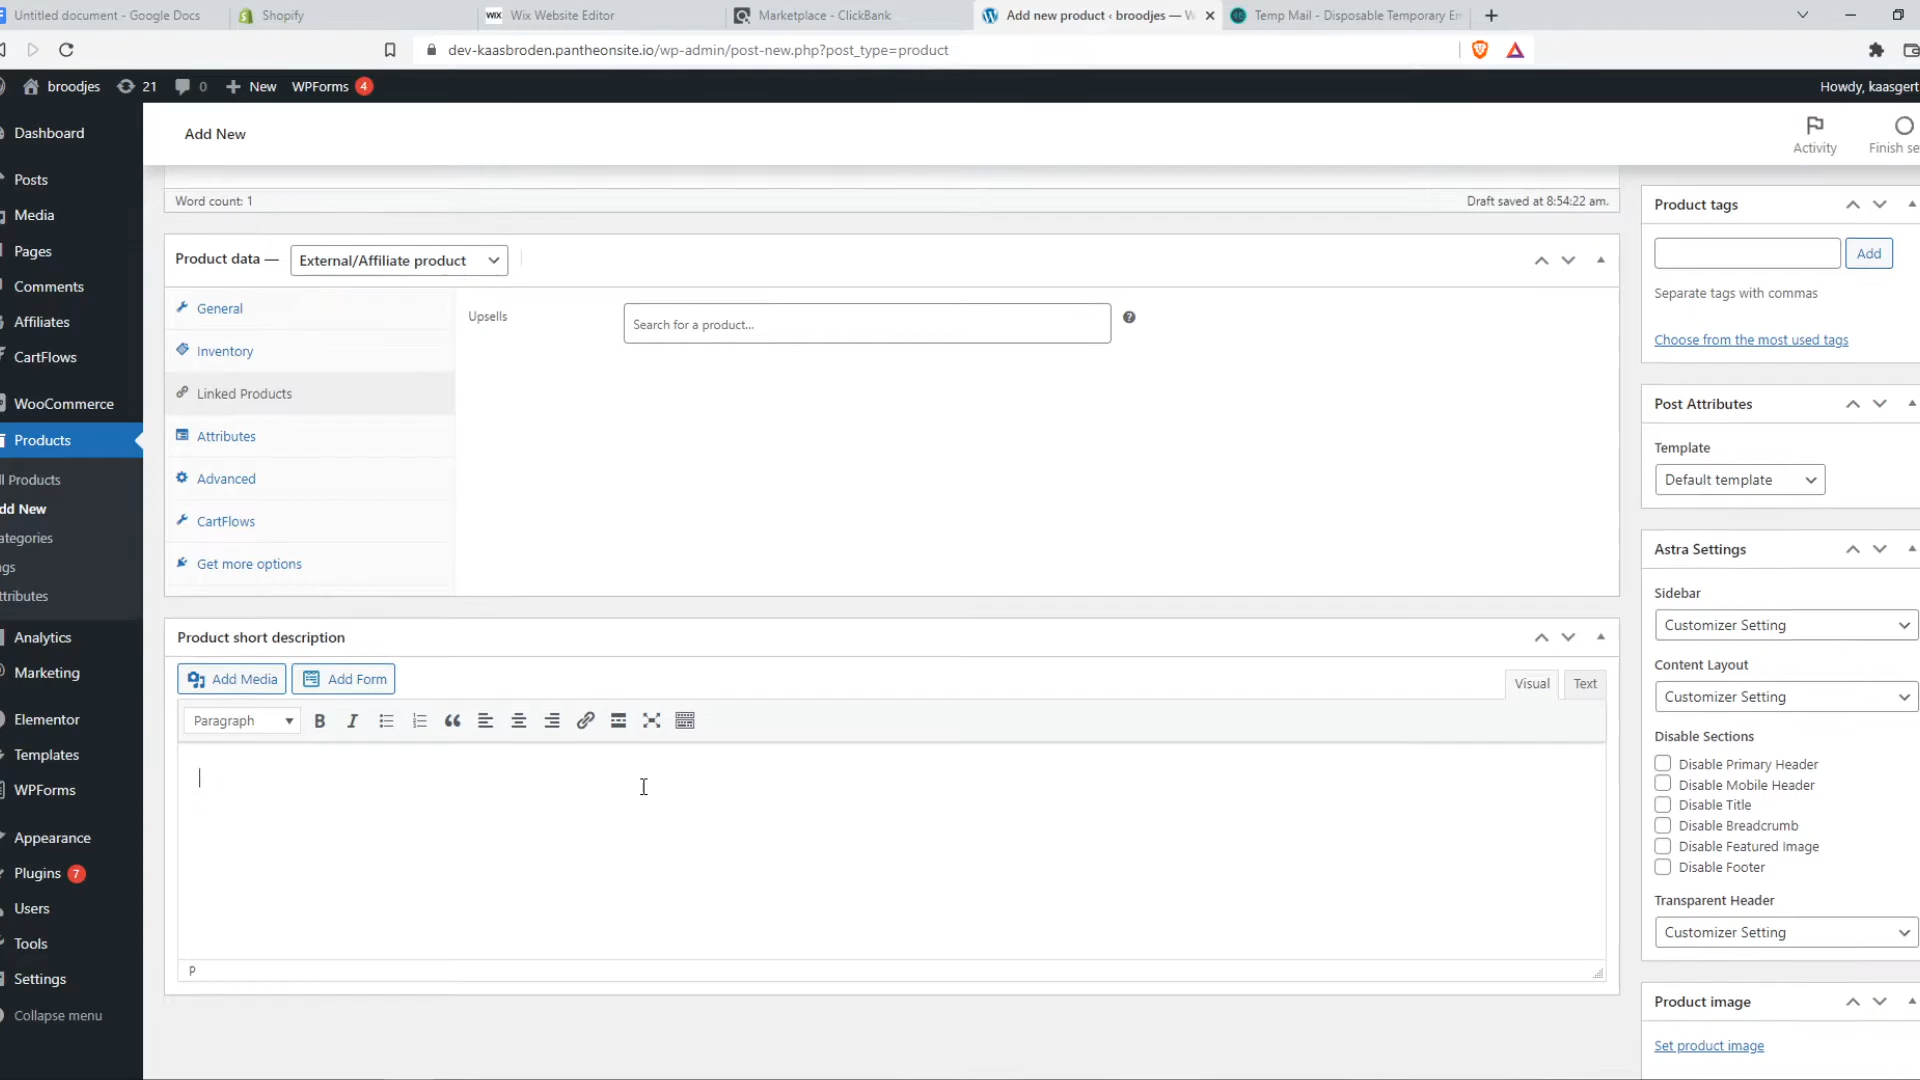 Untitled document - Google Docs
Shopify
WIX Wix Website Editor
Marketplace - ClickBank
Add new product ‹ broodjes — W
Temp Mail - Disposable Temporary Em
dev-kaasbroden.pantheonsite.io/wp-admin/post-new.php?post_type=product
broodjes
21
0
New
WPForms 4
Howdy, kaasgert
Dashboard
Posts
Media
Pages
Comments
Affiliates
CartFlows
WooCommerce
Products
ll Products
dd New
ategories
gs
ttributes
Analytics
Marketing
Elementor
Templates
WPForms
Appearance
Plugins 7
Users
Tools
Settings
Collapse menu
Add New
Activity
Finish se
Word count: 1
Draft saved at 8:54:22 am.
Product data —
External/Affiliate product
General
Inventory
Linked Products
Attributes
Advanced
CartFlows
Get more options
Upsells
Search for a product...
Product short description
Add Media
Add Form
Visual
Text
Paragraph
B
I
P
Product tags
Add
Separate tags with commas
Choose from the most used tags
Post Attributes
Template
Default template
Astra Settings
Sidebar
Customizer Setting
Content Layout
Customizer Setting
Disable Sections
Disable Primary Header
Disable Mobile Header
Disable Title
Disable Breadcrumb
Disable Featured Image
Disable Footer
Transparent Header
Customizer Setting
Product image
Set product image